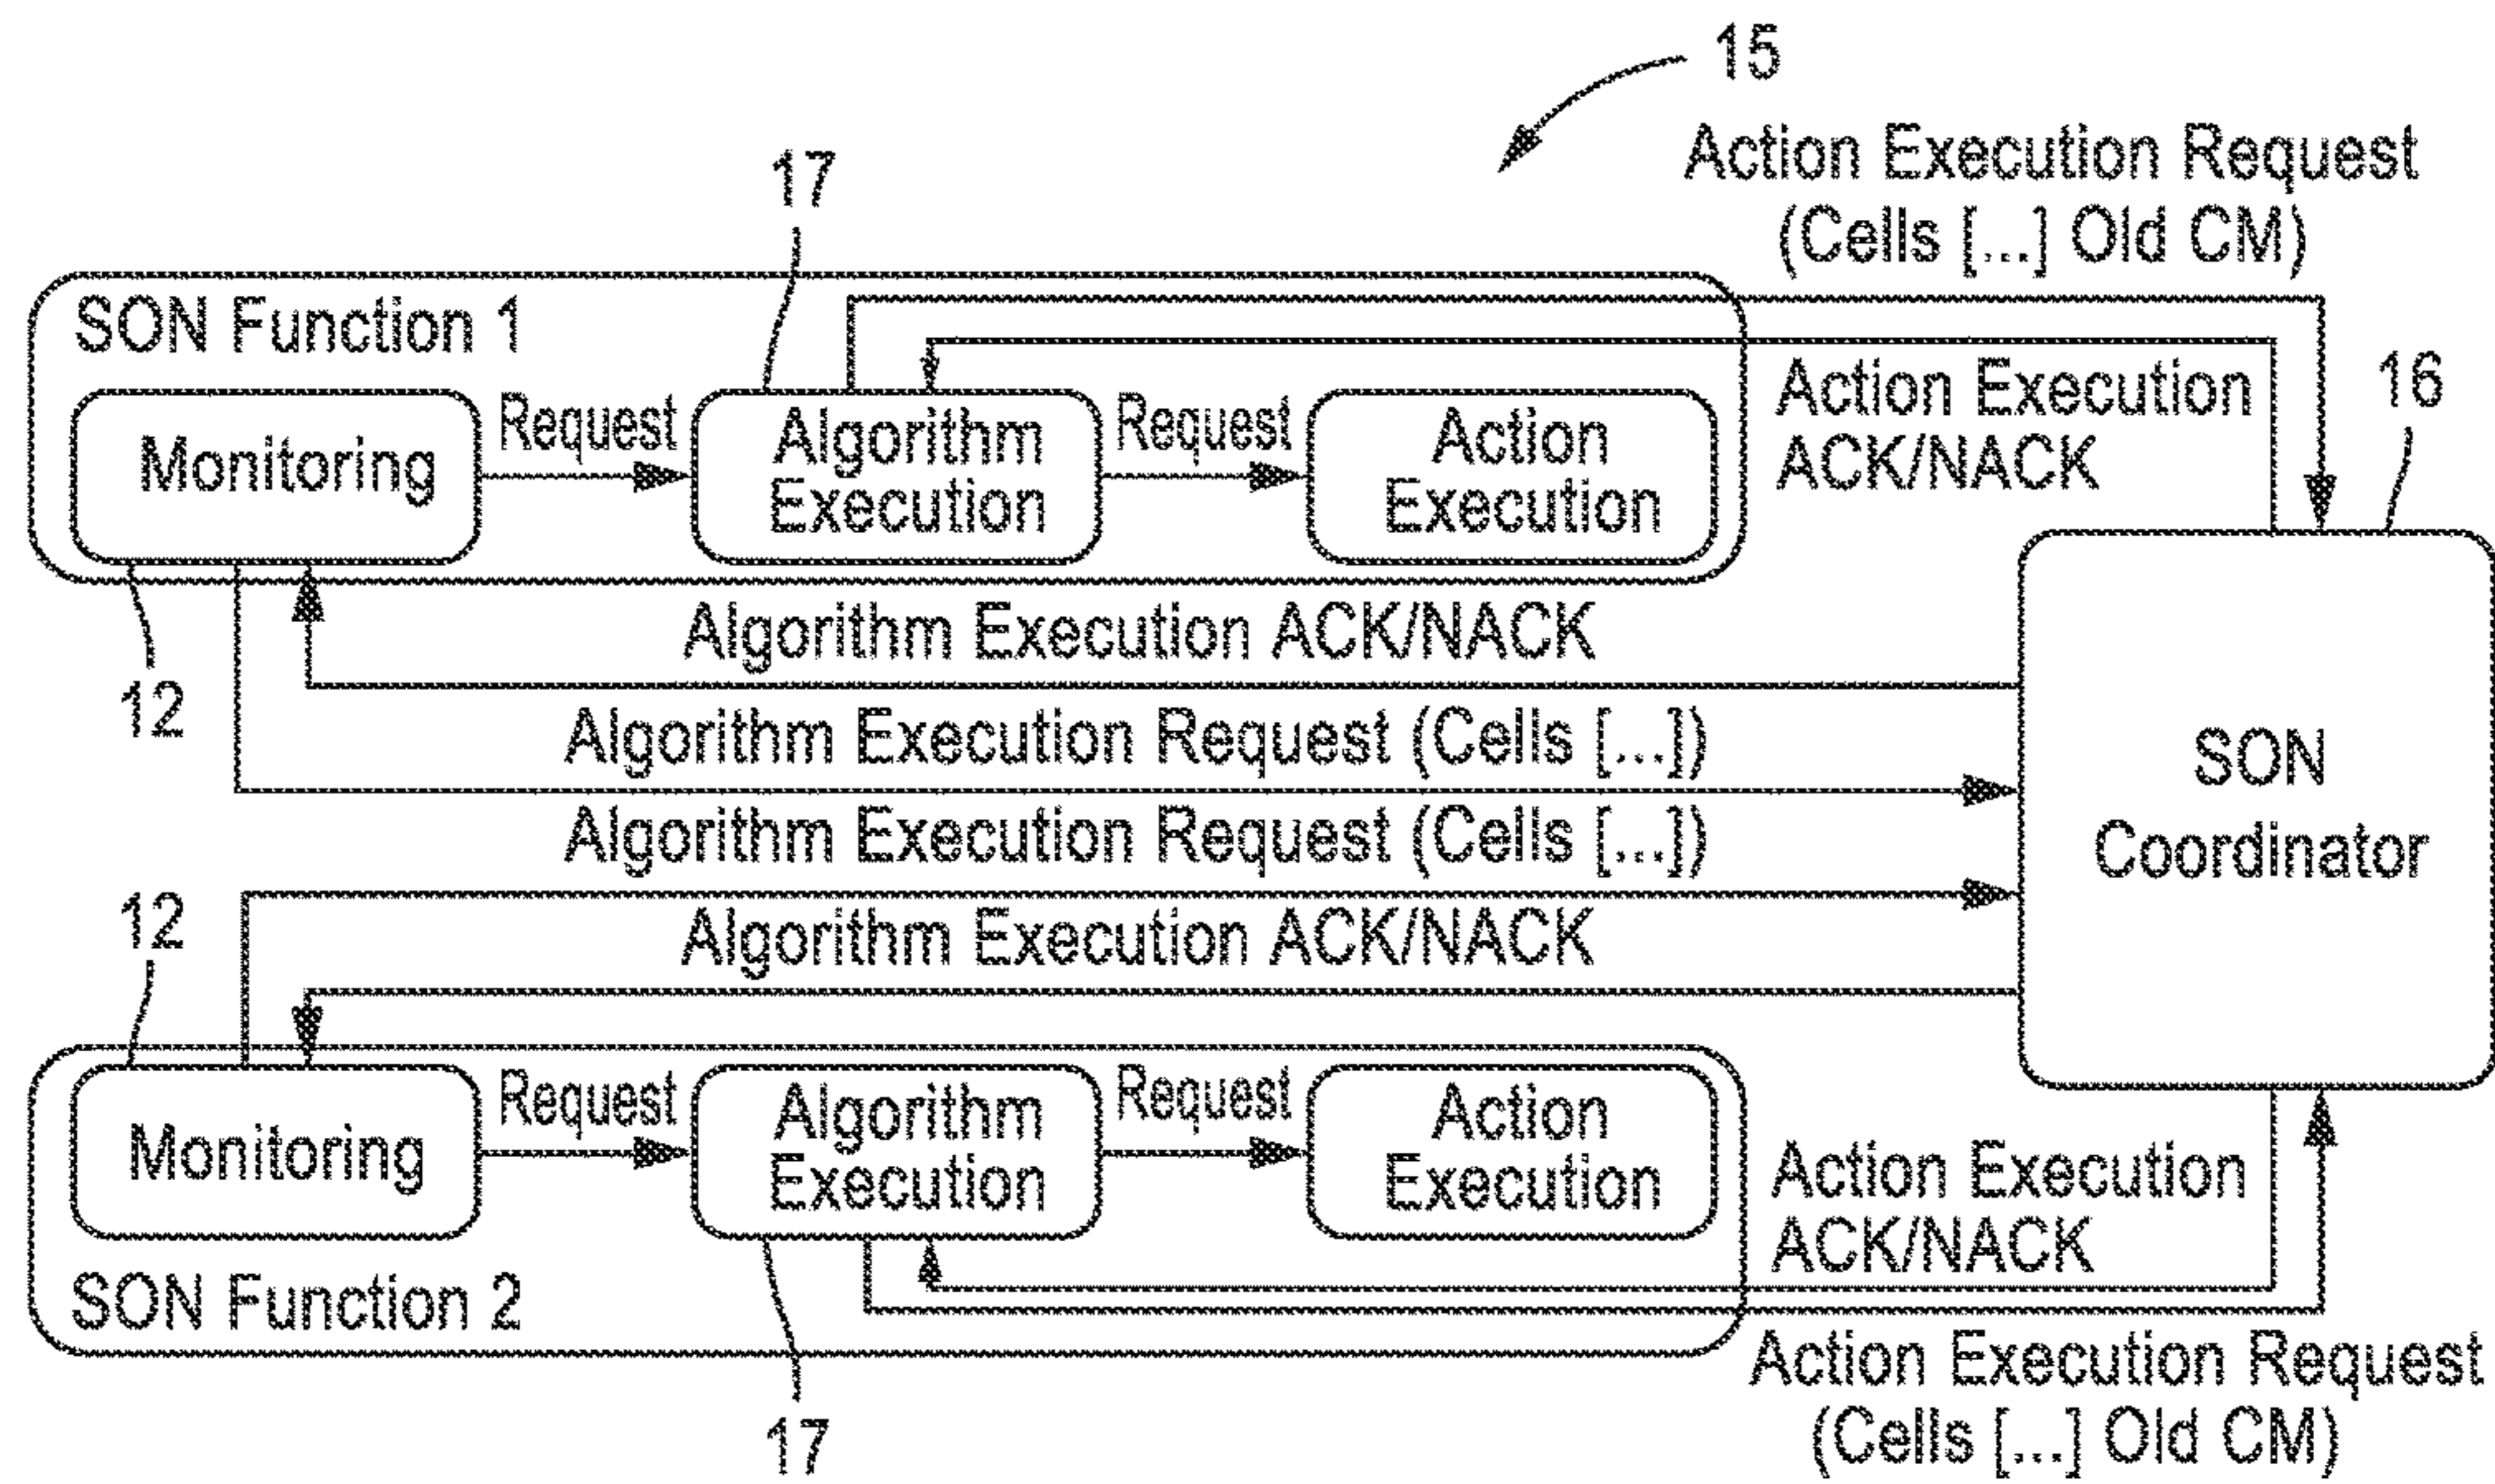 15
Action Execution Request
(Cells [...] Old CM)
17
SON Function 1
Action Execution
ACK/NACK
16
Monitoring
Request
Algorithm
Execution
Request
Action
Execution
12
Algorithm Execution ACK/NACK
Algorithm Execution Request (Cells [...])
SON
Coordinator
Algorithm Execution Request (Cells [...])
12
Algorithm Execution ACK/NACK
Monitoring
Request
Algorithm
Execution
Request
Action
Execution
Action Execution
ACK/NACK
SON Function 2
17
Action Execution Request
(Cells [...] Old CM)